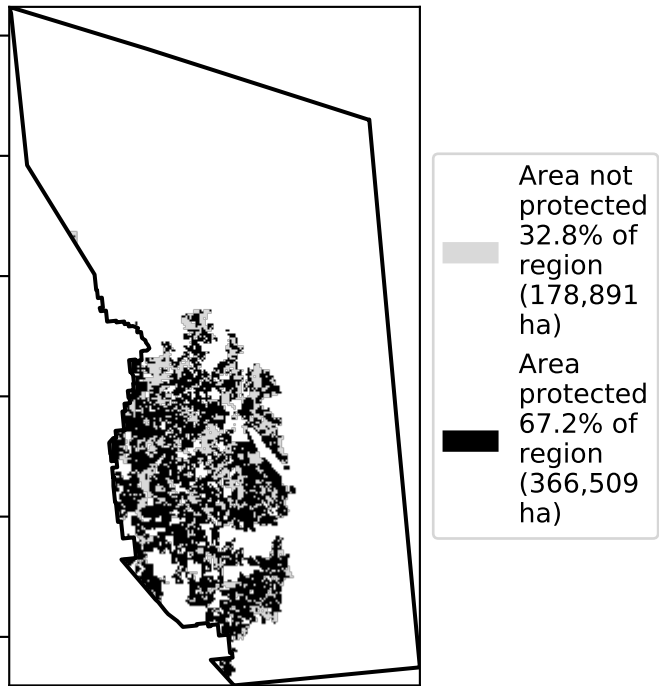 Area not
protected
32.8% of
region
(178,891
ha)
Area
protected
67.2% of
region
(366,509
ha)